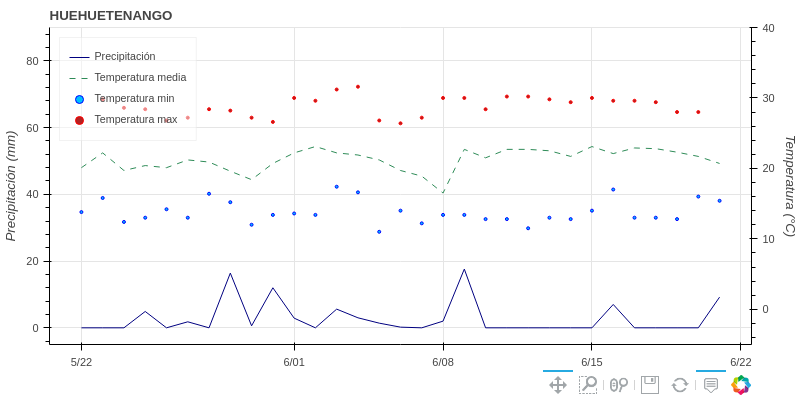 HUEHUETENANGO
Precipitación
Temperatura media
Temperatura min
Temperatura max
Precipitación (mm)
80
60
40
20
0
Temperatura (°C)
40
30
20
10
0
5/22
6/01
6/08
6/15
6/22